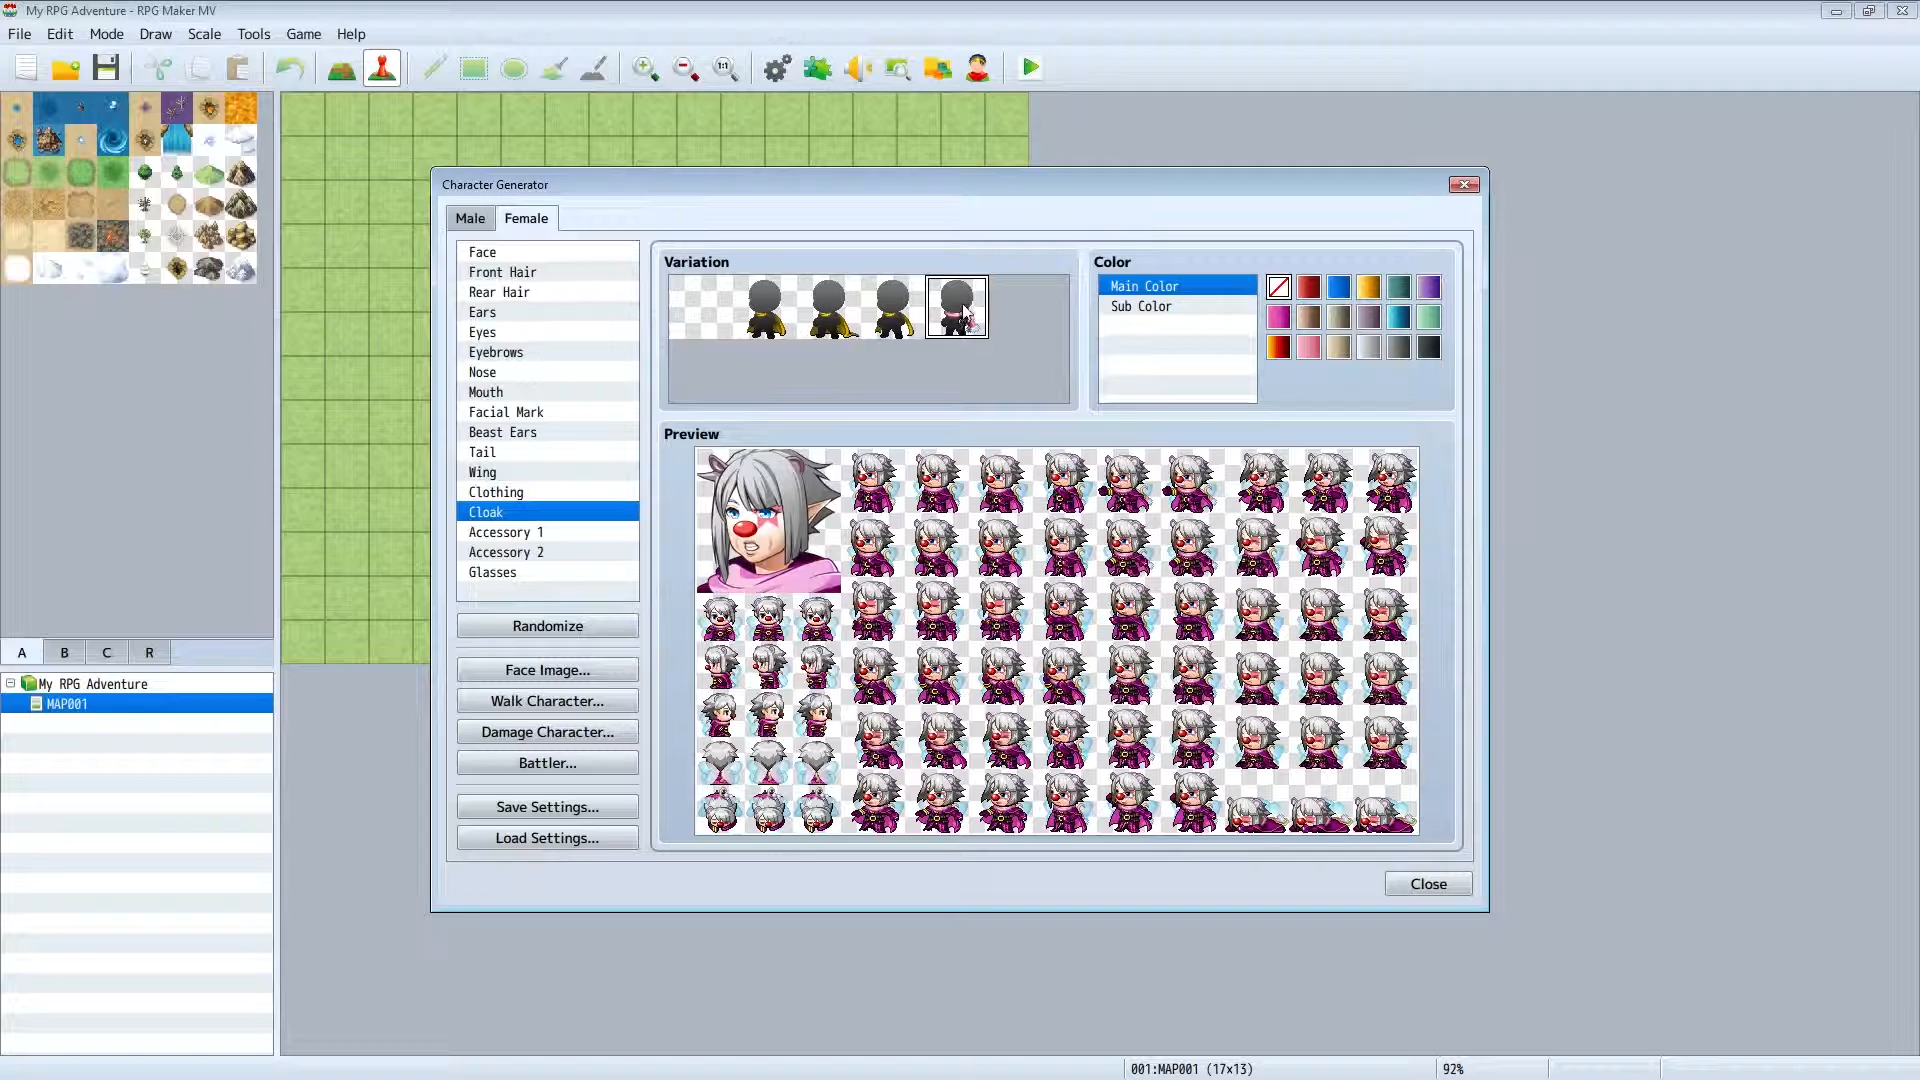 My RPG Adventure - RPG Maker MV
File Edit Mode Draw Scale Tools Game Help
1:1
Character Generator
Male Female
Face
Front Hair
Rear Hair
Ears
Eyes
Eyebrows
Nose
Mouth
Facial Mark
Beast Ears
Tail
Wing
Clothing
Cloak
Accessory 1
Accessory 2
Glasses
Randomize
Face Image...
Walk Character...
Damage Character...
Battler...
Save Settings...
Load Settings...
Variation
Color
Main Color
Sub Color
Preview
Close
A B C R
My RPG Adventure
MAP001
001:MAP001 (17x13)
92%